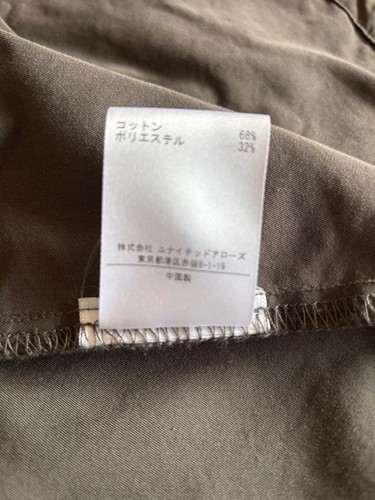 コットン 68%
ポリエステル 32%
株式会社 ユナイテッドアローズ
東京都港区赤坂8-1-19
中国製